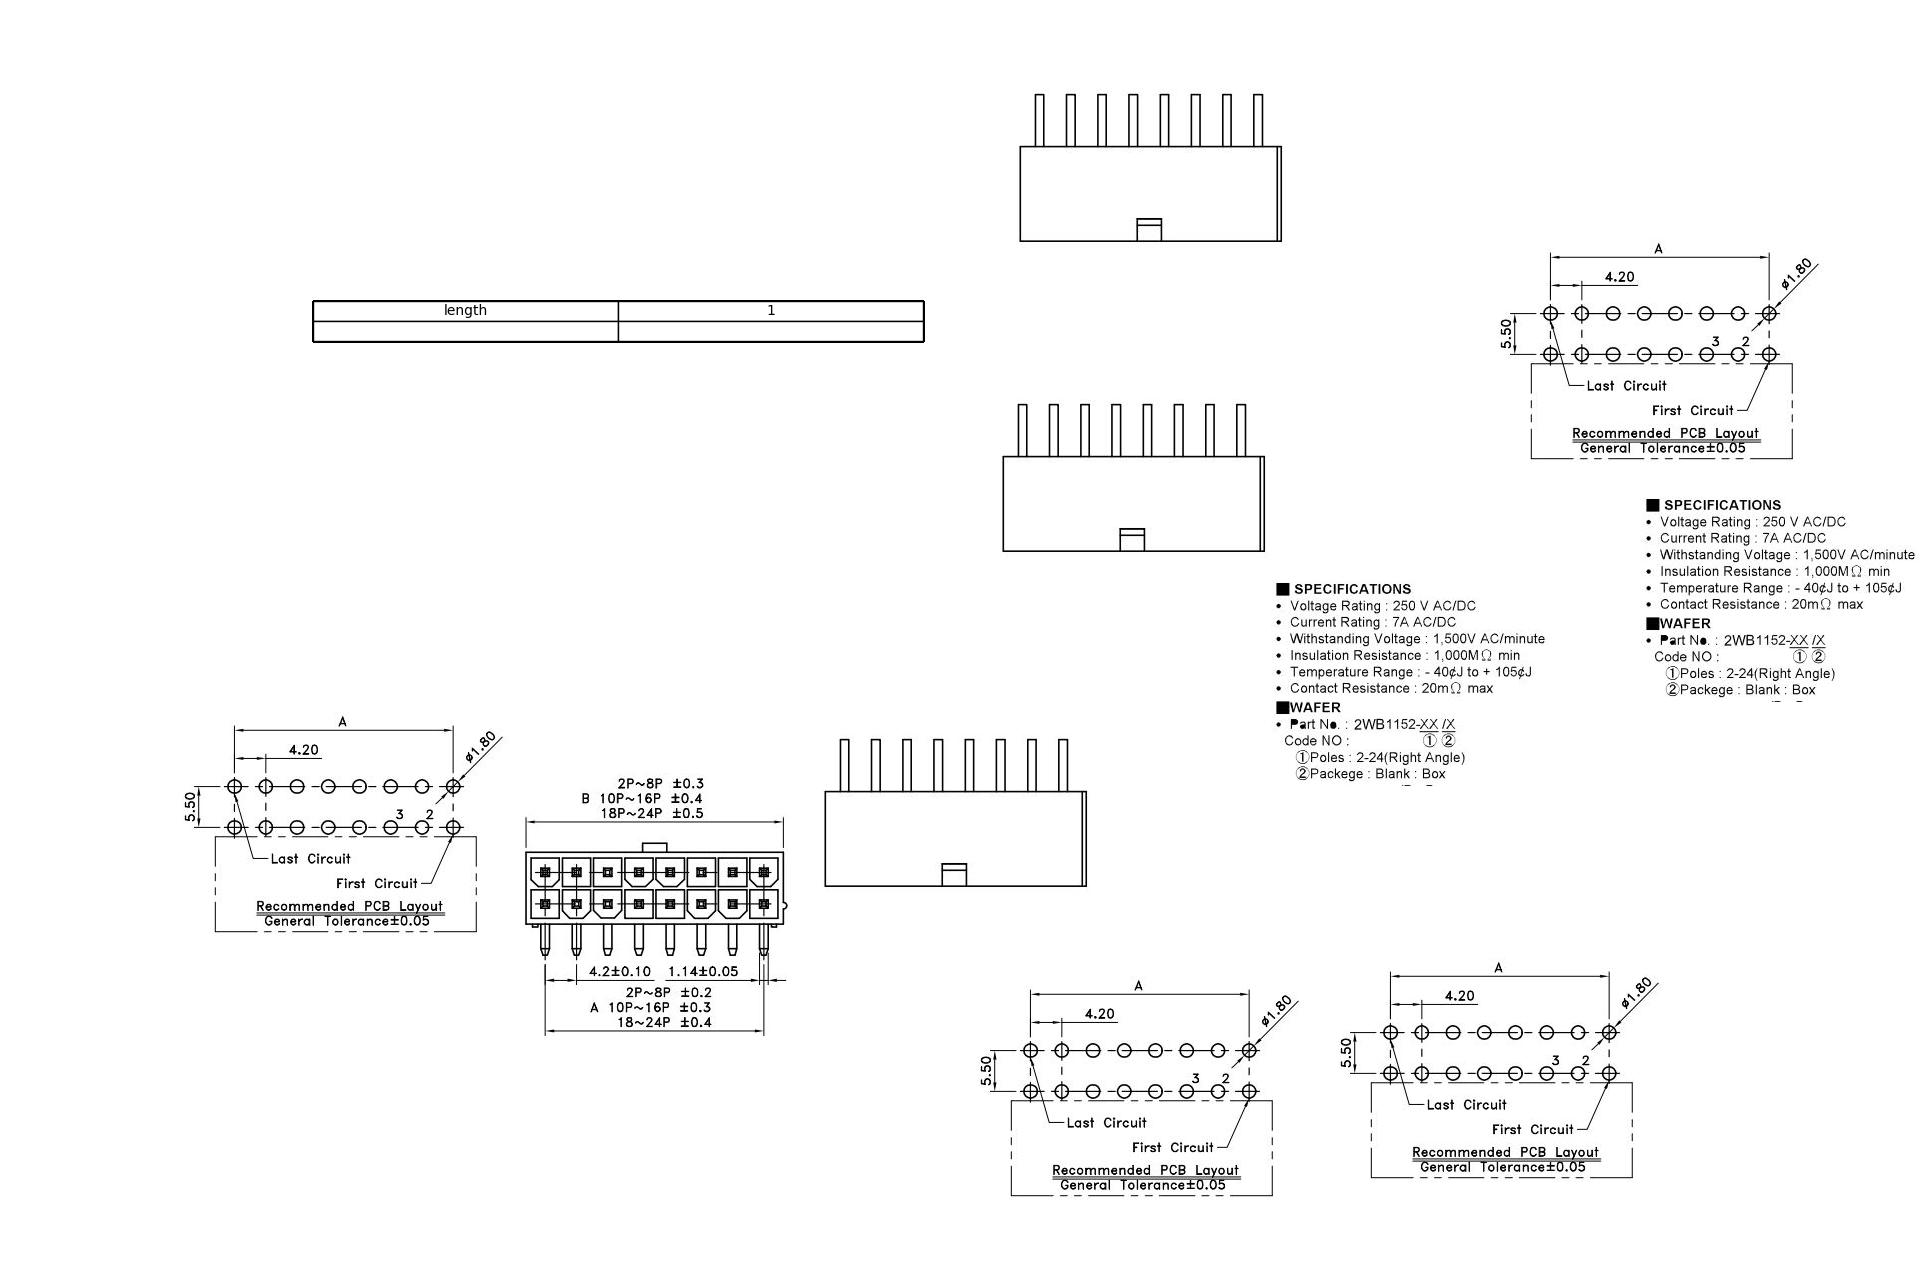 length 1
A
4.20
ø1.80
5.50
3 2
Last Circuit
First Circuit
Recommended PCB Layout
General Tolerance±0.05
■ SPECIFICATIONS
• Voltage Rating : 250 V AC/DC
• Current Rating : 7A AC/DC
• Withstanding Voltage : 1,500V AC/minute
• Insulation Resistance : 1,000MΩ min
• Temperature Range : - 40¢J to + 105¢J
• Contact Resistance : 20mΩ max
■WAFER
• Part No. : 2WB1152-XX /X
Code NO : ① ②
①Poles : 2-24(Right Angle)
②Packege : Blank : Box
■ SPECIFICATIONS
• Voltage Rating : 250 V AC/DC
• Current Rating : 7A AC/DC
• Withstanding Voltage : 1,500V AC/minute
• Insulation Resistance : 1,000MΩ min
• Temperature Range : - 40¢J to + 105¢J
• Contact Resistance : 20mΩ max
■WAFER
• Part No. : 2WB1152-XX /X
Code NO : ① ②
①Poles : 2-24(Right Angle)
②Packege : Blank : Box
A
4.20
ø1.80
5.50
3 2
Last Circuit
First Circuit
Recommended PCB Layout
General Tolerance±0.05
2P~8P ±0.3
B 10P~16P ±0.4
18P~24P ±0.5
4.2±0.10 1.14±0.05
2P~8P ±0.2
A 10P~16P ±0.3
18~24P ±0.4
A
4.20
ø1.80
5.50
3 2
Last Circuit
First Circuit
Recommended PCB Layout
General Tolerance±0.05
A
4.20
ø1.80
5.50
3 2
Last Circuit
First Circuit
Recommended PCB Layout
General Tolerance±0.05